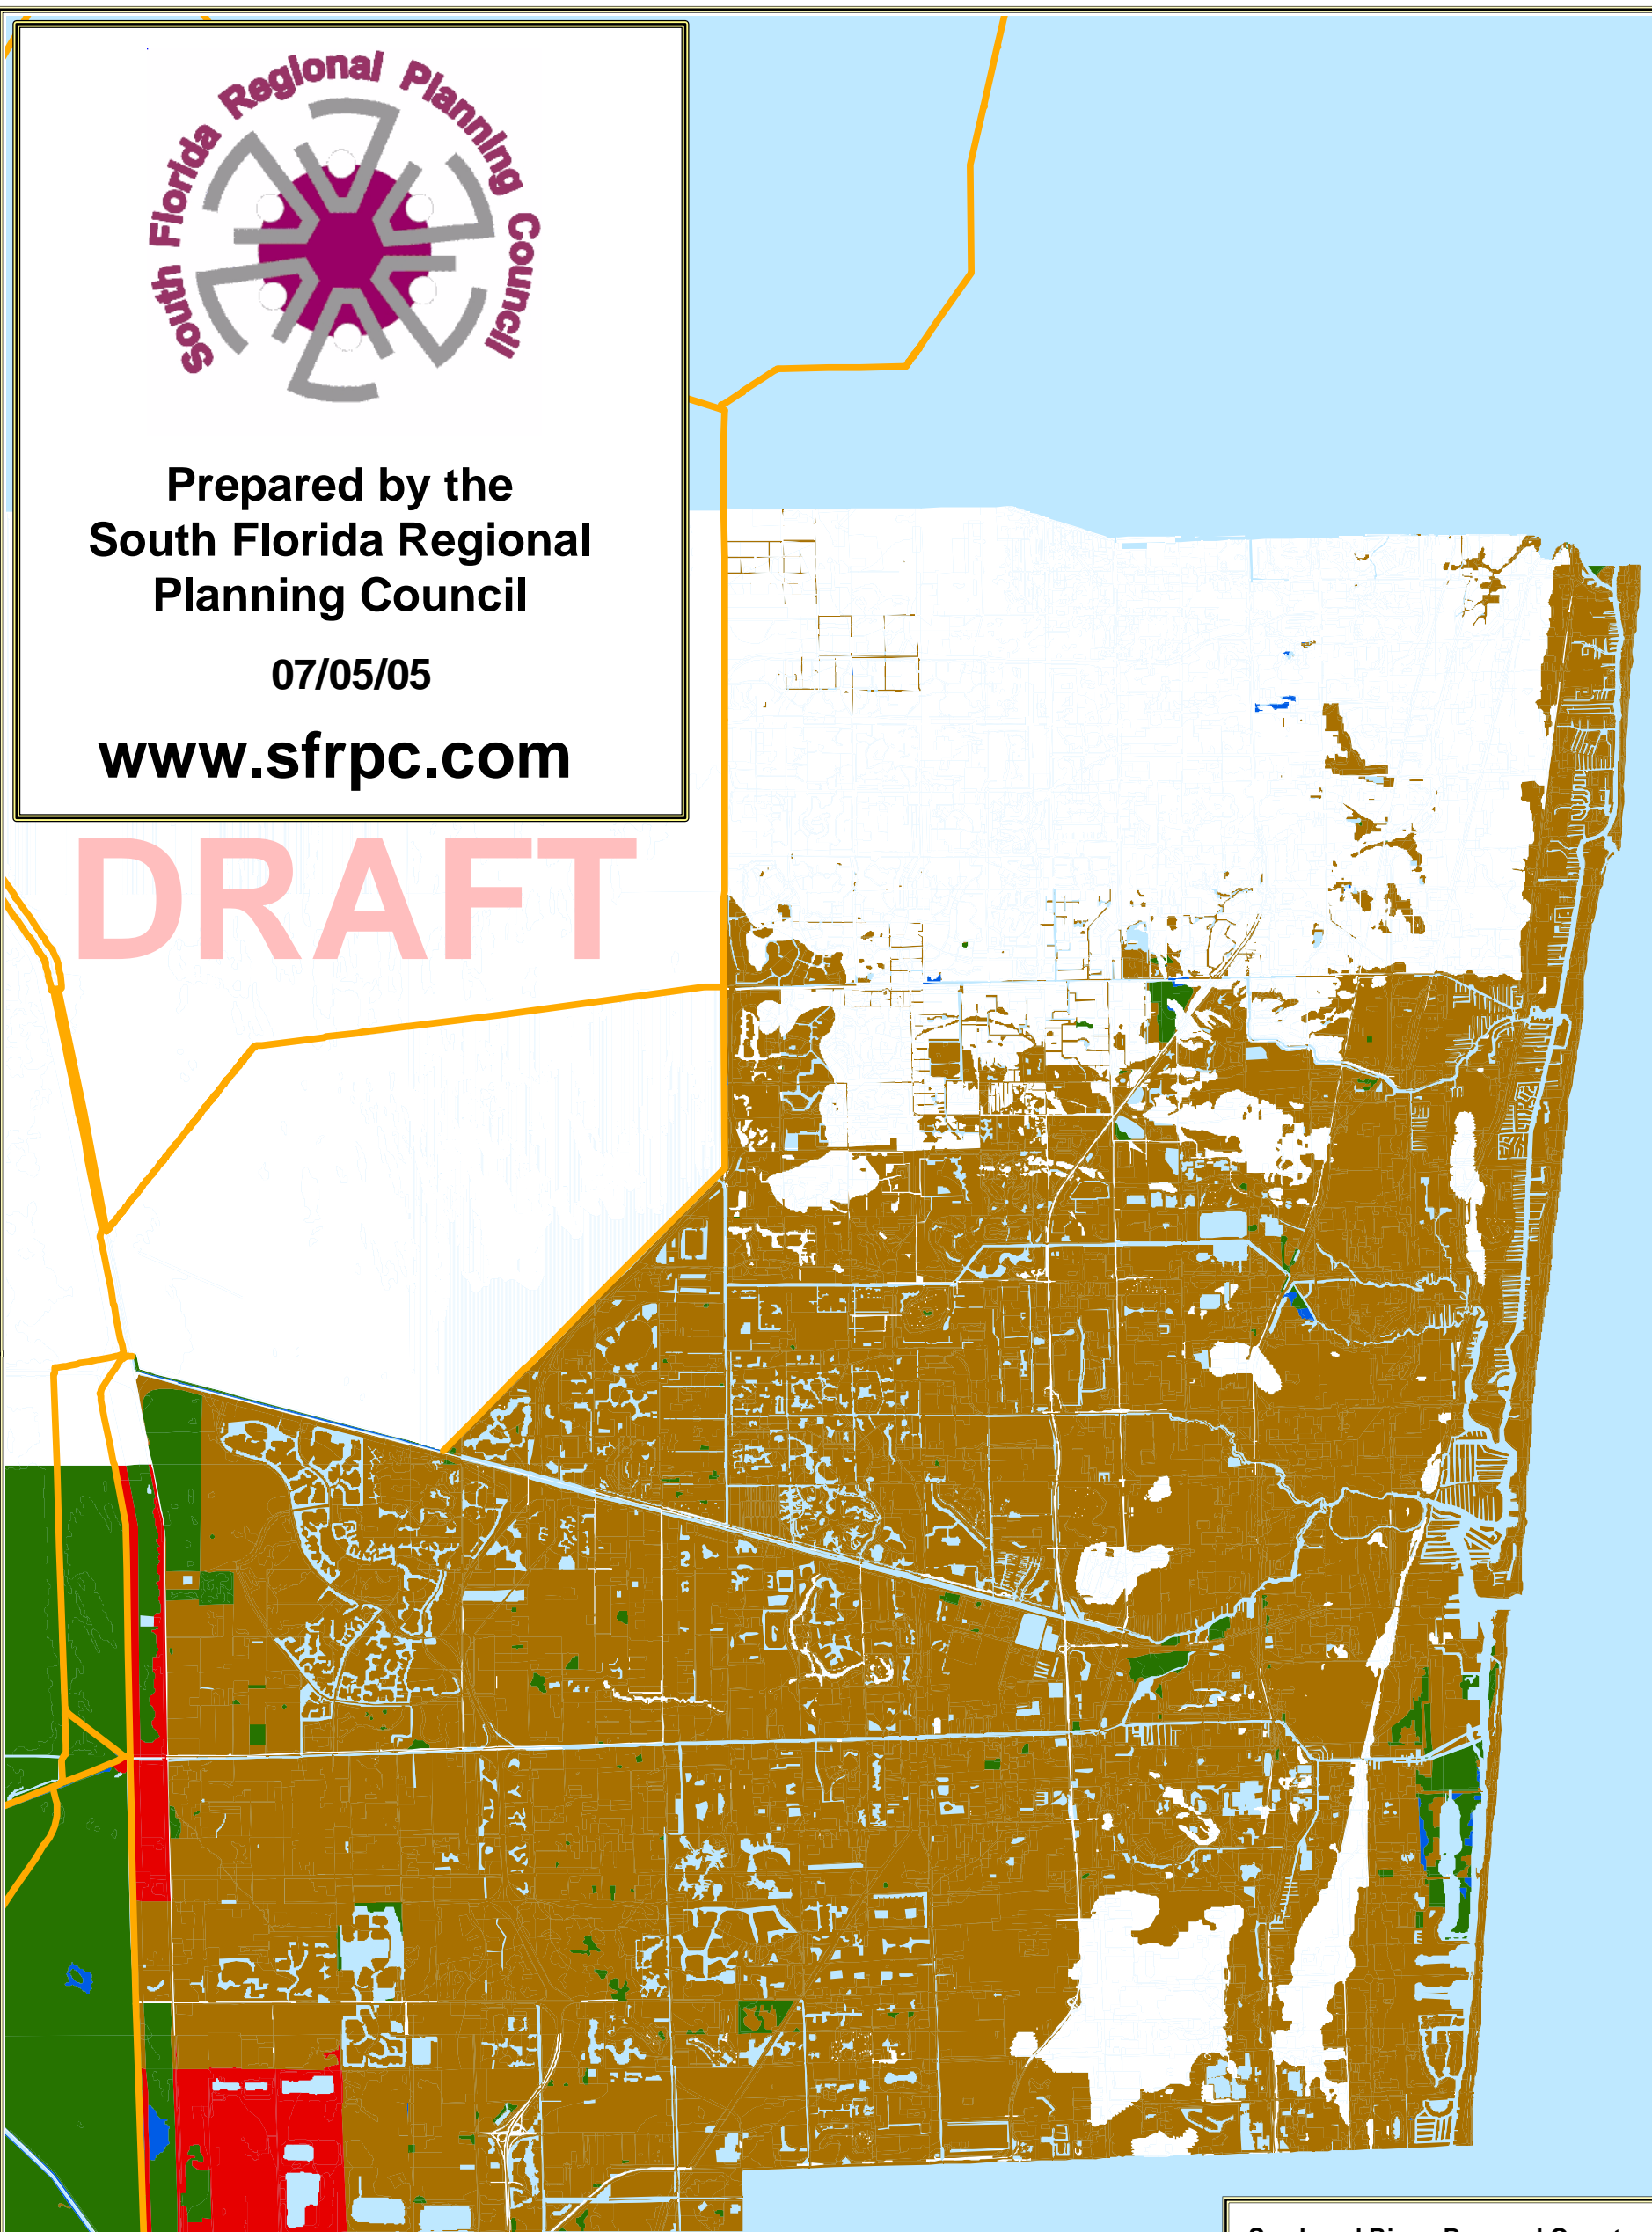 South Florida Regional Planning Council
Prepared by the
South Florida Regional
Planning Council
07/05/05
www.sfrpc.com
DRAFT